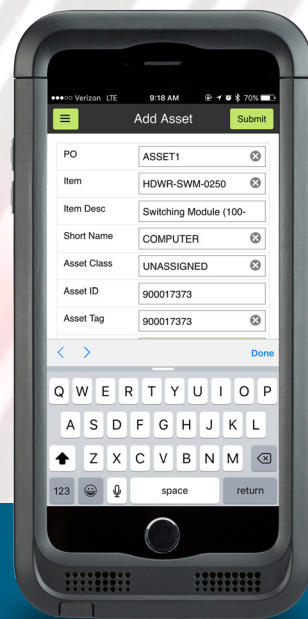 ●●●○○ Verizon LTE 9:18 AM 70%
Add Asset Submit
PO ASSET1
Item HDWR-SWM-0250
Item Desc Switching Module (100-
Short Name COMPUTER
Asset Class UNASSIGNED
Asset ID 900017373
Asset Tag 900017373
Done
Q W E R T Y U I O P
A S D F G H J K L
Z X C V B N M
123 space return